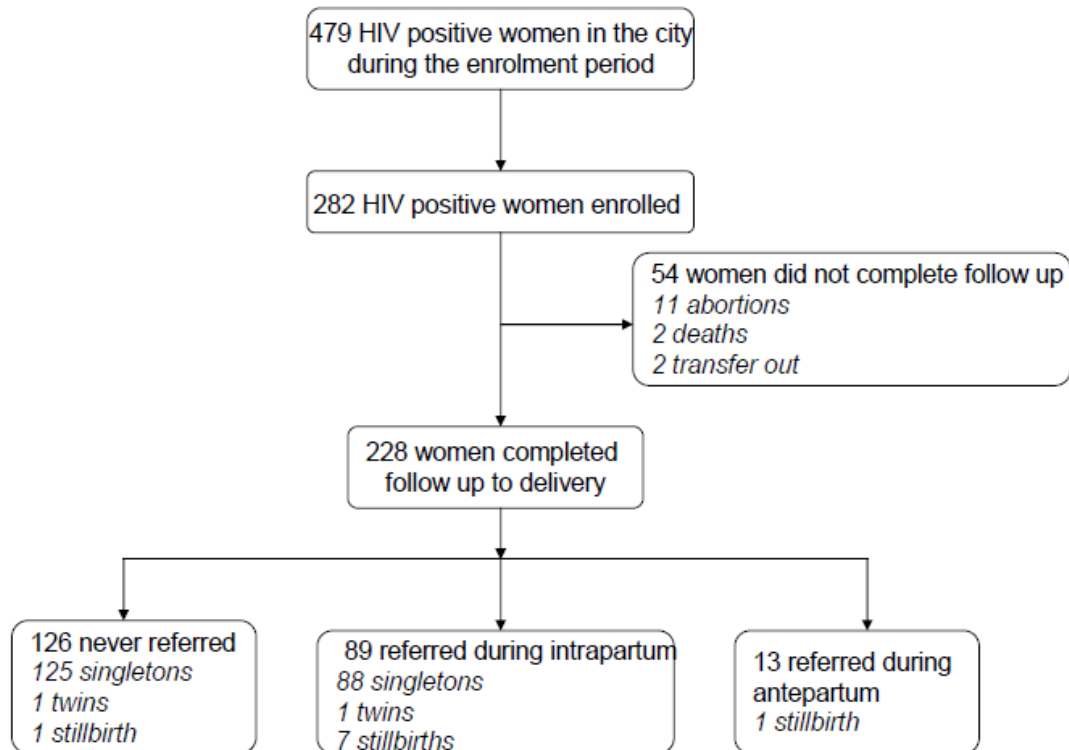 479 HIV positive women in the city
during the enrolment period
282 HIV positive women enrolled
54 women did not complete follow up
11 abortions
2 deaths
2 transfer out
228 women completed
follow up to delivery
126 never referred
125 singletons
1 twins
1 stillbirth
89 referred during intrapartum
88 singletons
1 twins
7 stillbirths
13 referred during
antepartum
1 stillbirth